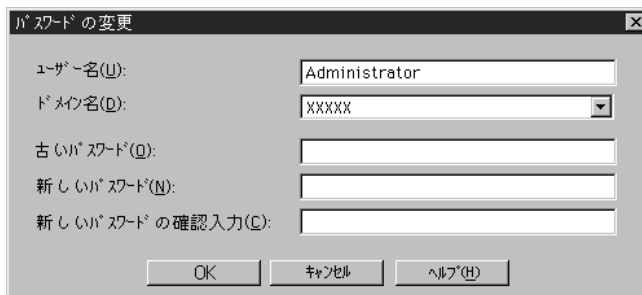 ﾊﾟｽﾜｰﾄﾞの変更
ﾕｰｻﾞｰ名(U): Administrator
ﾄﾞﾒｲﾝ名(D): XXXXX
古いﾊﾟｽﾜｰﾄﾞ(O):
新しいﾊﾟｽﾜｰﾄﾞ(N):
新しいﾊﾟｽﾜｰﾄﾞの確認入力(C):
OK ｷｬﾝｾﾙ ﾍﾙﾌﾟ(H)